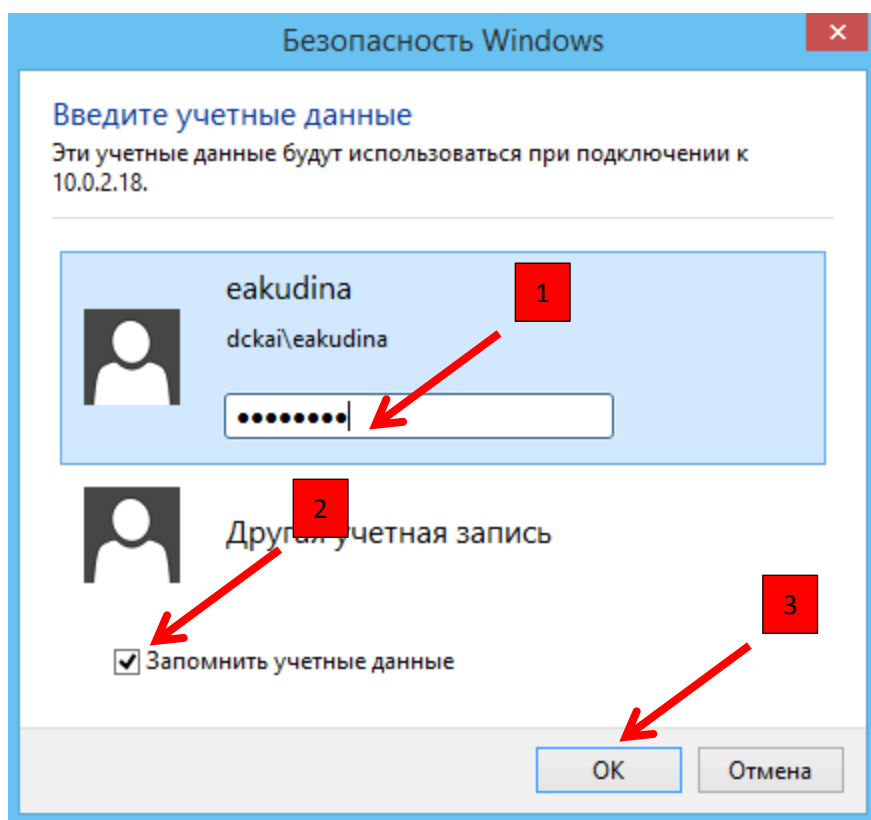 Безопасность Windows
Введите учетные данные
Эти учетные данные будут использоваться при подключении к
10.0.2.18.
eakudina
1
dckai\eakudina
••••••••
2
Другая учетная запись
3
Запомнить учетные данные
ОК
Отмена